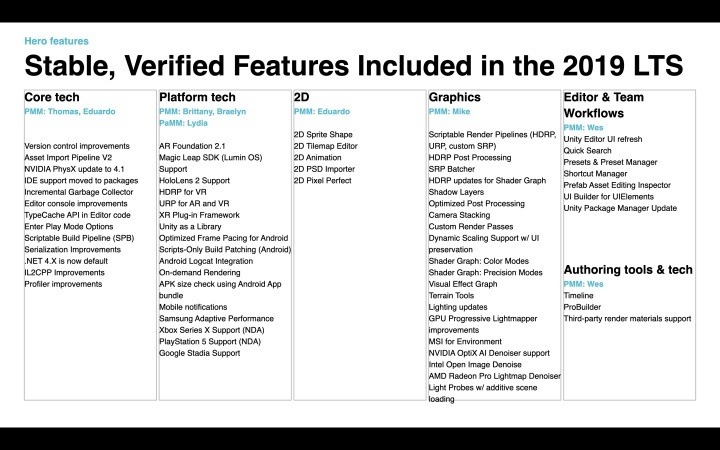 Hero features
Stable, Verified Features Included in the 2019 LTS
Core tech
PMM: Thomas, Eduardo
Version control improvements
Asset Import Pipeline V2
NVIDIA PhysX update to 4.1
IDE support moved to packages
Incremental Garbage Collector
Editor console improvements
TypeCache API in Editor code
Enter Play Mode Options
Scriptable Build Pipeline (SPB)
Serialization Improvements
.NET 4.X is now default
IL2CPP Improvements
Profiler improvements
Platform tech
PMM: Brittany, Braelyn
PaMM: Lydia
AR Foundation 2.1
Magic Leap SDK (Lumin OS)
Support
HoloLens 2 Support
HDRP for VR
URP for AR and VR
XR Plug-in Framework
Unity as a Library
Optimized Frame Pacing for Android
Scripts-Only Build Patching (Android)
Android Logcat Integration
On-demand Rendering
APK size check using Android App
bundle
Mobile notifications
Samsung Adaptive Performance
Xbox Series X Support (NDA)
PlayStation 5 Support (NDA)
Google Stadia Support
2D
PMM: Eduardo
2D Sprite Shape
2D Tilemap Editor
2D Animation
2D PSD Importer
2D Pixel Perfect
Graphics
PMM: Mike
Scriptable Render Pipelines (HDRP,
URP, custom SRP)
HDRP Post Processing
SRP Batcher
HDRP updates for Shader Graph
Shadow Layers
Optimized Post Processing
Camera Stacking
Custom Render Passes
Dynamic Scaling Support w/ UI
preservation
Shader Graph: Color Modes
Shader Graph: Precision Modes
Visual Effect Graph
Terrain Tools
Lighting updates
GPU Progressive Lightmapper
improvements
MSI for Environment
NVIDIA OptiX AI Denoiser support
Intel Open Image Denoise
AMD Radeon Pro Lightmap Denoiser
Light Probes w/ additive scene
loading
Editor & Team
Workflows
PMM: Wes
Unity Editor UI refresh
Quick Search
Presets & Preset Manager
Shortcut Manager
Prefab Asset Editing Inspector
UI Builder for UIElements
Unity Package Manager Update
Authoring tools & tech
PMM: Wes
Timeline
ProBuilder
Third-party render materials support